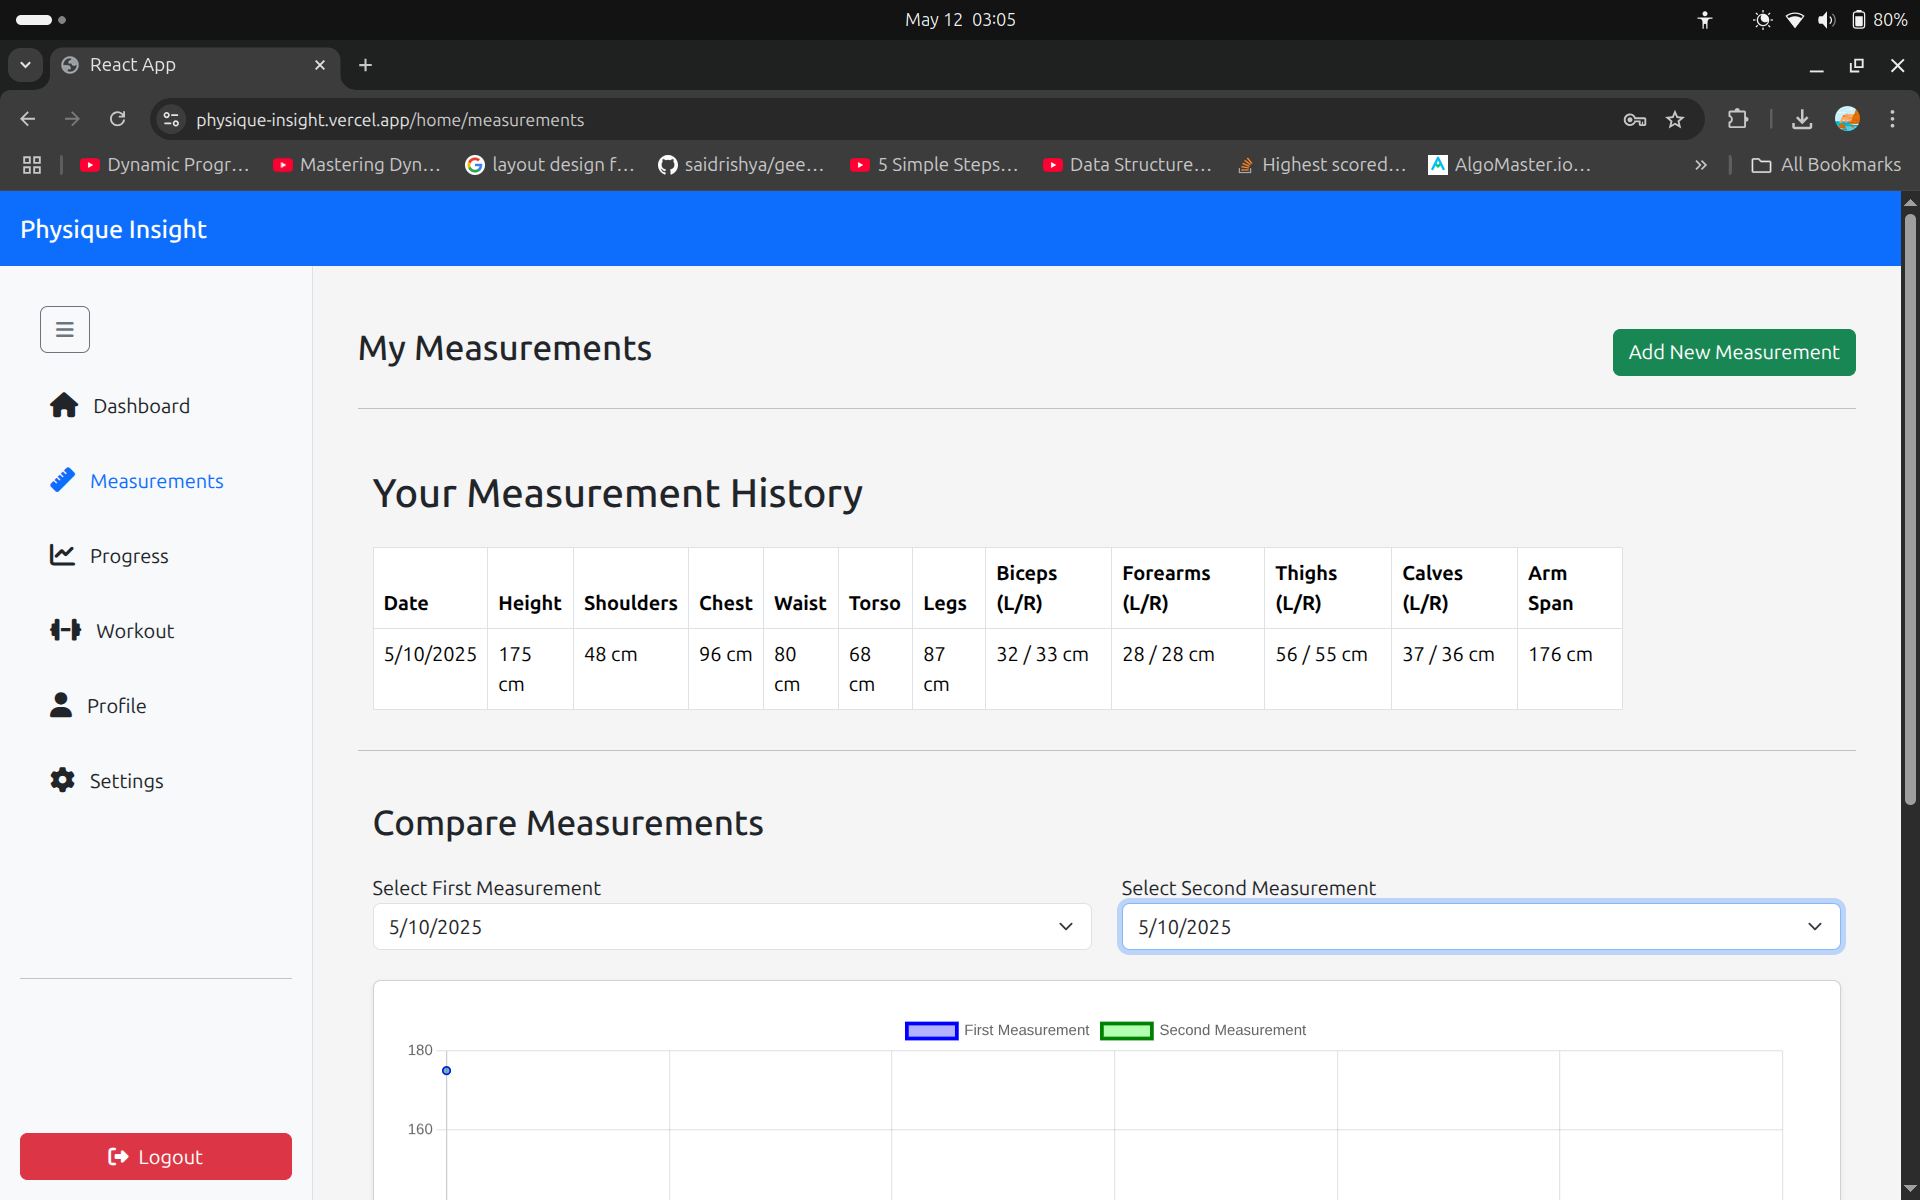 May 12 03:05
80%
React App
physique-insight.vercel.app/home/measurements
Dynamic Progr...
Mastering Dyn...
layout design f...
saidrishya/gee...
5 Simple Steps...
Data Structure...
Highest scored...
AlgoMaster.io...
All Bookmarks
Physique Insight
Dashboard
Measurements
Progress
Workout
Profile
Settings
Logout
My Measurements
Add New Measurement
Your Measurement History
Date Height Shoulders Chest Waist Torso Legs Biceps (L/R) Forearms (L/R) Thighs (L/R) Calves (L/R) Arm Span
5/10/2025 175 cm 48 cm 96 cm 80 cm 68 cm 87 cm 32 / 33 cm 28 / 28 cm 56 / 55 cm 37 / 36 cm 176 cm
Compare Measurements
Select First Measurement
5/10/2025
Select Second Measurement
5/10/2025
First Measurement Second Measurement
180
160